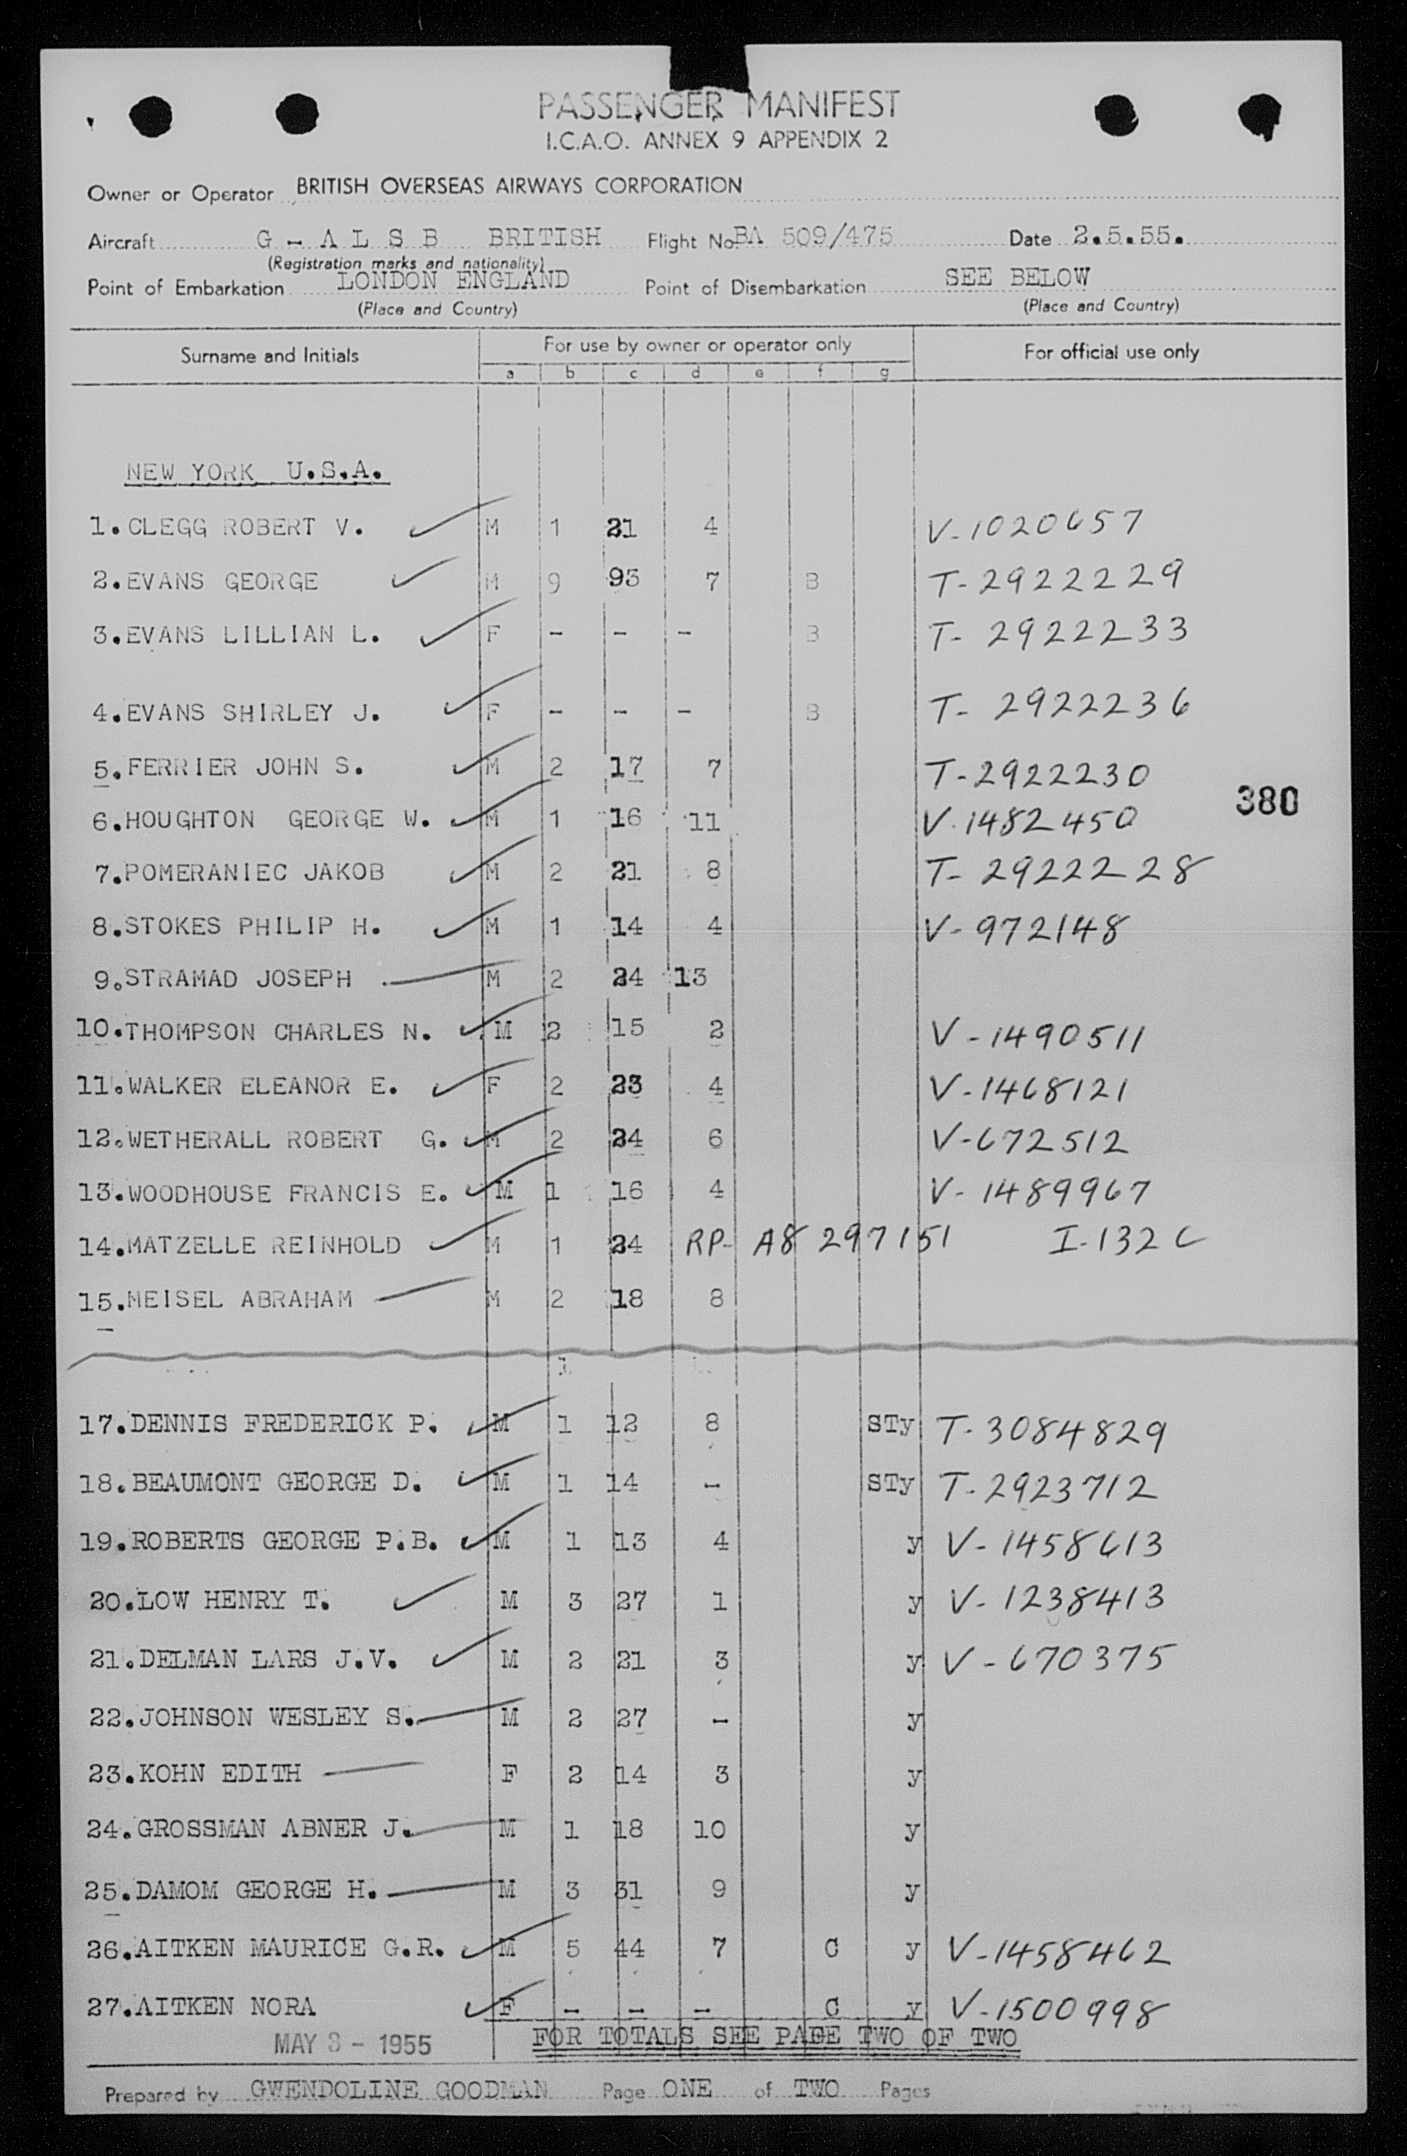 PASSENGER MANIFEST
I.C.A.O. ANNEX 9 APPENDIX 2
Owner or Operator BRITISH OVERSEAS AIRWAYS CORPORATION
Aircraft G - A L S B BRITISH Flight No. BA 509/475 Date 2.5.55.
(Registration marks and nationality)
Point of Embarkation LONDON ENGLAND Point of Disembarkation SEE BELOW
(Place and Country) (Place and Country)
Surname and Initials For use by owner or operator only For official use only
a b c d e f g
NEW YORK U.S.A.
1. CLEGG ROBERT V. M 1 21 4 V-1020657
2. EVANS GEORGE M 9 93 7 B T-2922229
3. EVANS LILLIAN L. F - - - B T-2922233
4. EVANS SHIRLEY J. F - - - B T-2922236
5. FERRIER JOHN S. M 2 17 7 T-2922230
380
6. HOUGHTON GEORGE W. M 1 16 11 V-1482450
7. POMERANIEC JAKOB M 2 21 8 T-2922228
8. STOKES PHILIP H. M 1 14 4 V-972148
9. STRAMAD JOSEPH M 2 24 13
10. THOMPSON CHARLES N. M 2 15 2 V-1490511
11. WALKER ELEANOR E. F 2 23 4 V-1468121
12. WETHERALL ROBERT G. M 2 24 6 V-672512
13. WOODHOUSE FRANCIS E. M 1 16 4 V-1489967
14. MATZELLE REINHOLD M 1 24 RP- A8 297151 I-132 C
15. MEISEL ABRAHAM M 2 18 8
17. DENNIS FREDERICK P. M 1 12 8 STy T-3084829
18. BEAUMONT GEORGE D. M 1 14 - STy T-2923712
19. ROBERTS GEORGE P.B. M 1 13 4 y V-1458613
20. LOW HENRY T. M 3 27 1 y V-1238413
21. DELMAN LARS J.V. M 2 21 3 y V-670375
22. JOHNSON WESLEY S. M 2 27 - y
23. KOHN EDITH F 2 14 3 y
24. GROSSMAN ABNER J. M 1 18 10 y
25. DAMOM GEORGE H. M 3 31 9 y
26. AITKEN MAURICE G.R. M 5 44 7 C y V-1458462
27. AITKEN NORA F - - - C y V-1500998
MAY 3 - 1955 FOR TOTALS SEE PAGE TWO OF TWO
Prepared by GWENDOLINE GOODMAN Page ONE of TWO Pages